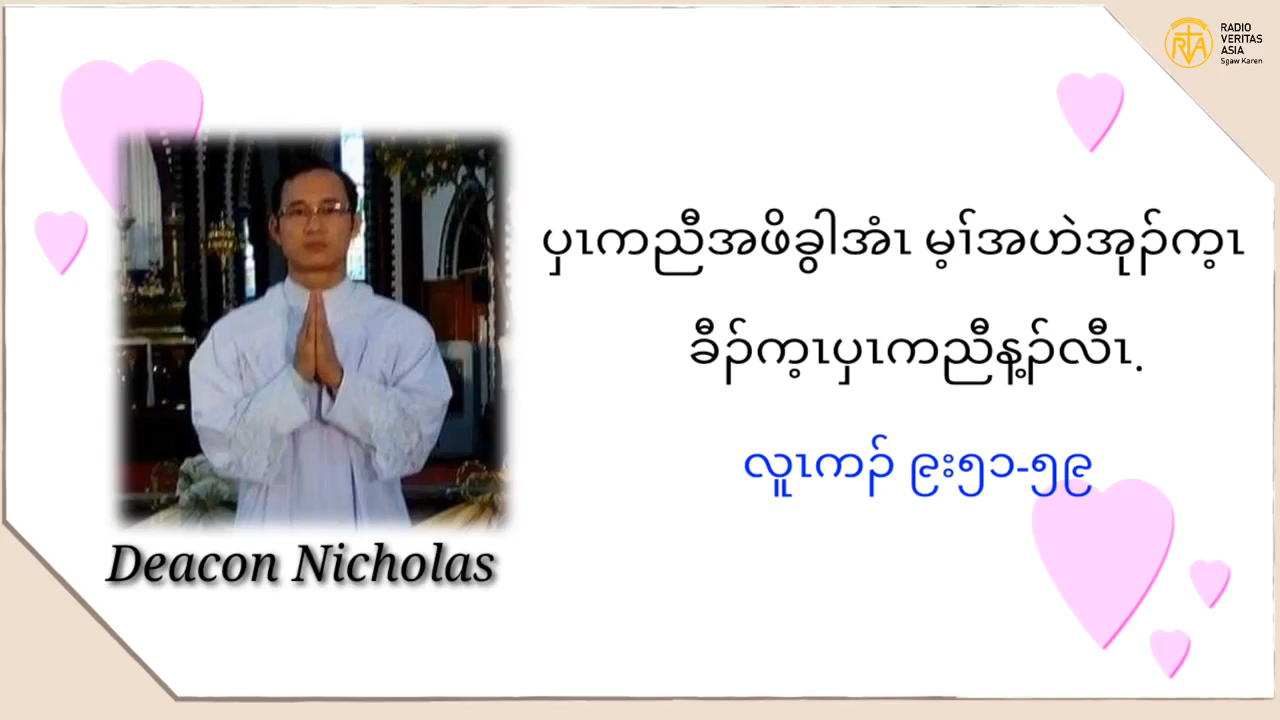 RADIO
VERITAS
ASIA
Sgaw Karen
RVA
ပှၤကညီအဖိခွါအံၤ မ့ၢ်အဟဲအုၣ်က့ၤ
ခီၣ်က့ၤပှၤကညီန့ၣ်လီၤ.
လူၤကၣ် ၉း၅၁-၅၉
Deacon Nicholas